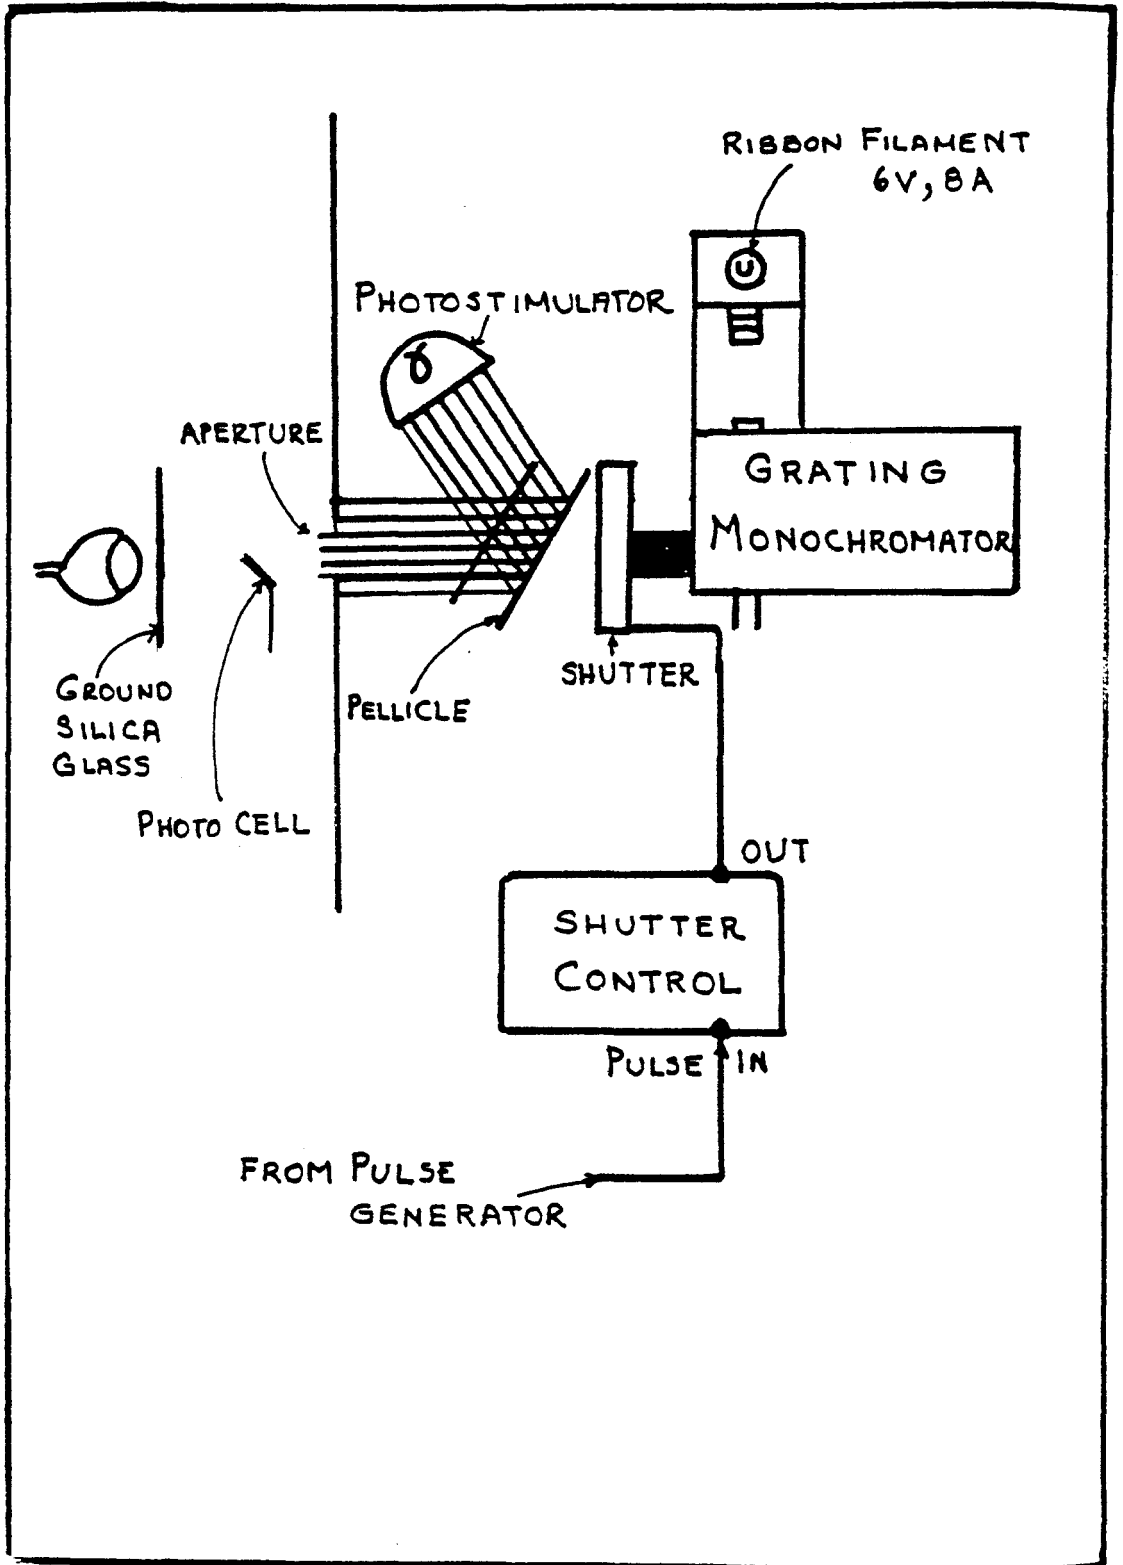 RIBBON FILAMENT
6V, 8A
PHOTOSTIMULATOR
APERTURE
GRATING
MONOCHROMATOR
SHUTTER
GROUND
SILICA
GLASS
PELLICLE
PHOTO CELL
OUT
SHUTTER
CONTROL
PULSE IN
FROM PULSE
GENERATOR